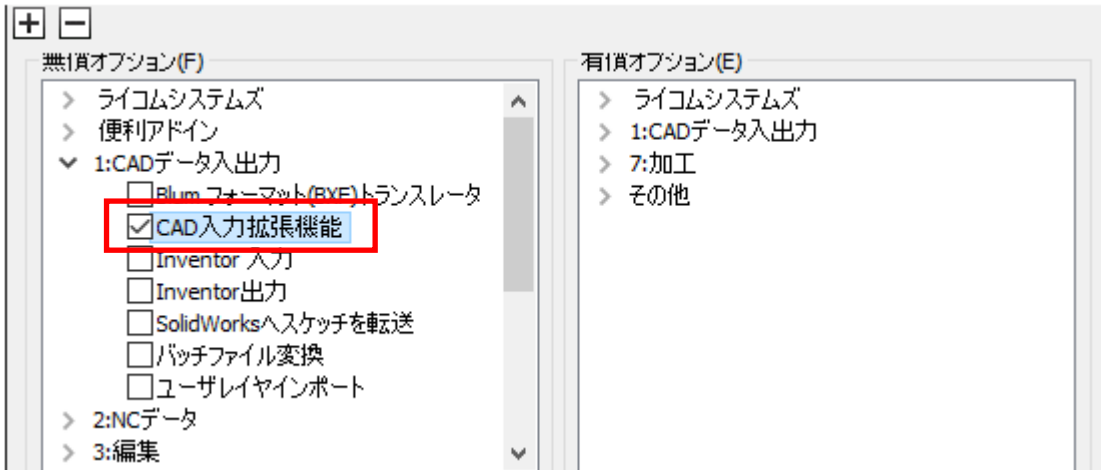 無償オプション(F)
ライコムシステムズ
便利アドイン
1:CADデータ入出力
Blum フォーマット(BXF)トランスレータ
CAD入力拡張機能
Inventor 入力
Inventor出力
SolidWorksへスケッチを転送
バッチファイル変換
ユーザレイヤインポート
2:NCデータ
3:編集
有償オプション(E)
ライコムシステムズ
1:CADデータ入出力
7:加工
その他